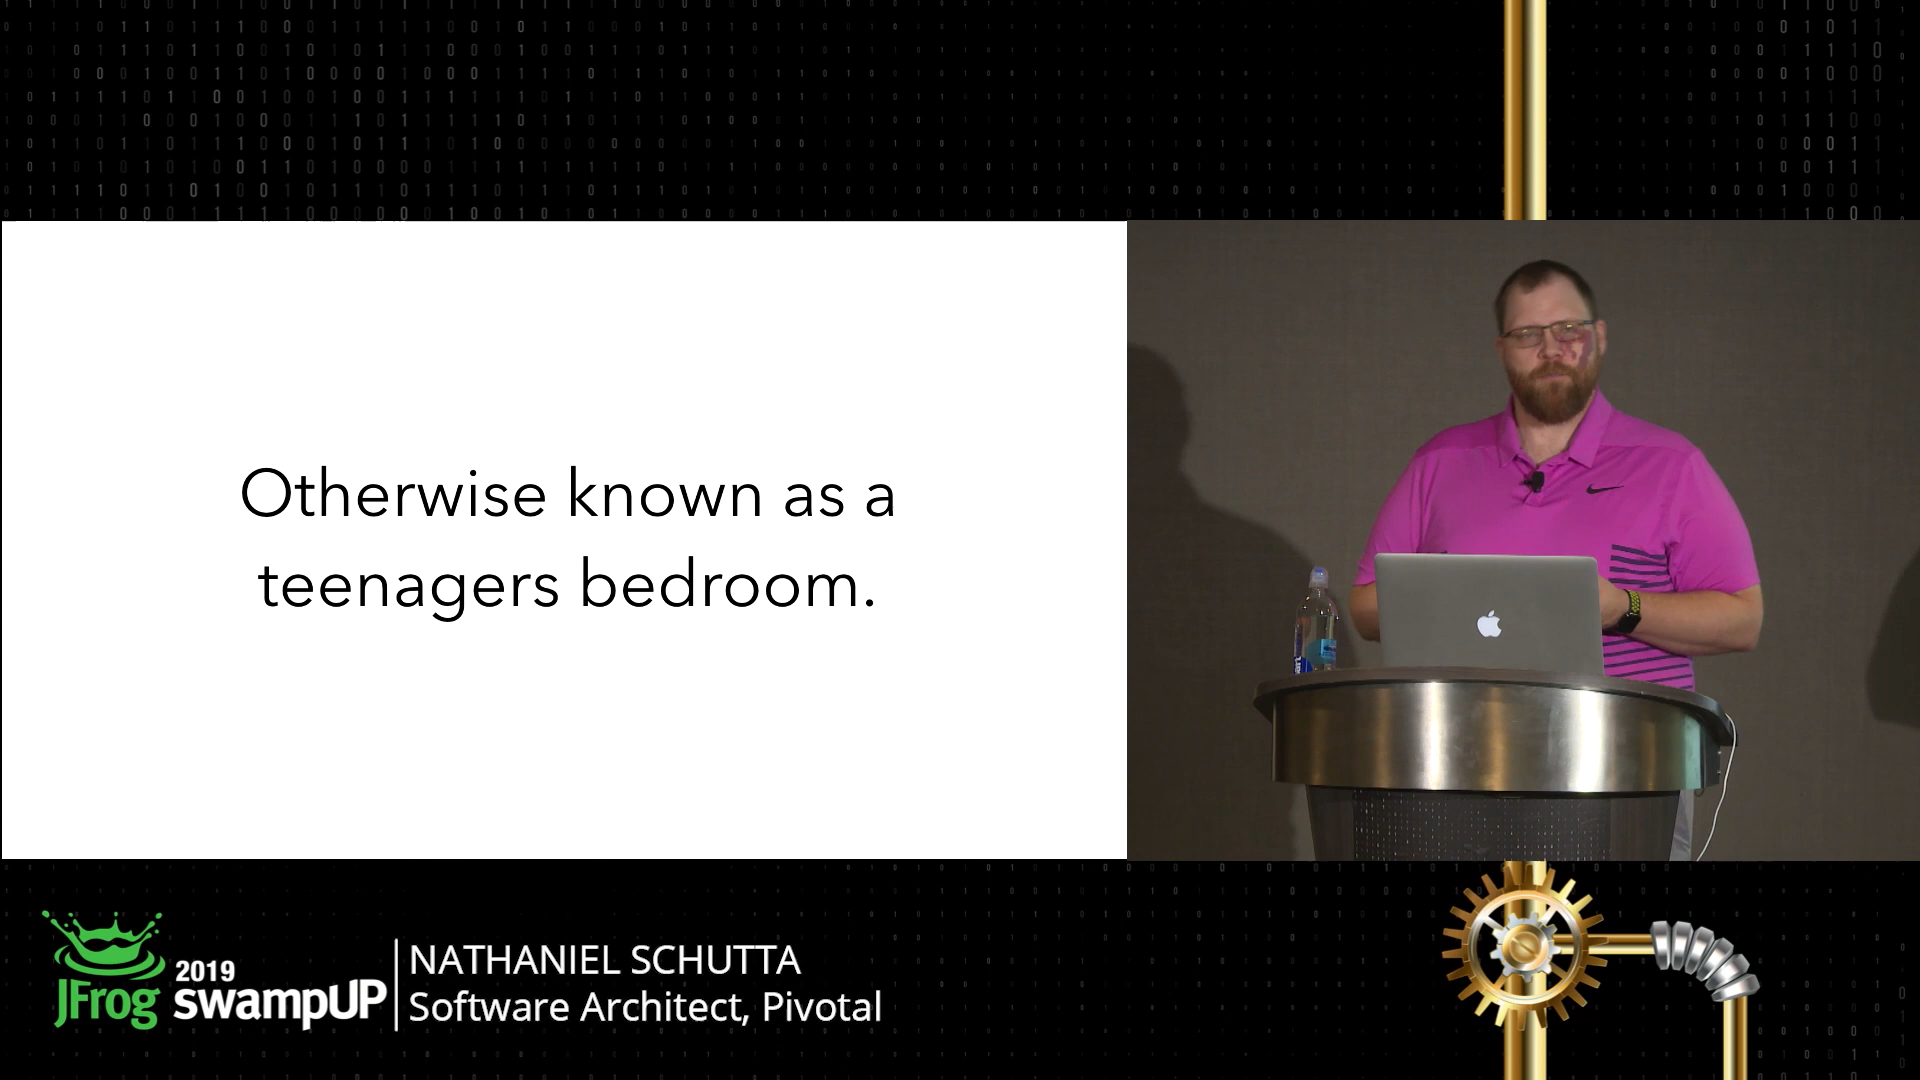 Otherwise known as a
teenagers bedroom.
JFrog
2019
swampUP
NATHANIEL SCHUTTA
Software Architect, Pivotal